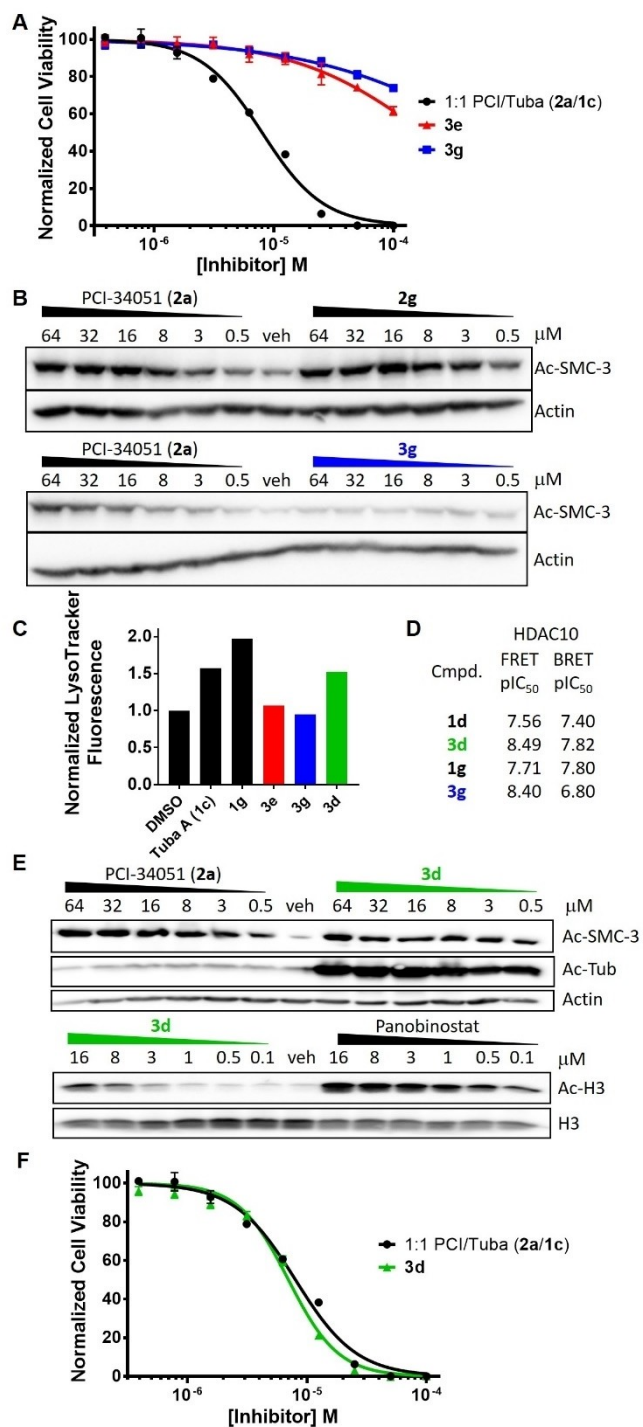 A
Normalized Cell Viability
100
80
60
40
20
0
10-6
10-5
10-4
[Inhibitor] M
1:1 PCI/Tuba (2a/1c)
3e
3g
B
PCI-34051 (2a)
2g
64 32 16 8 3 0.5 veh 64 32 16 8 3 0.5 μM
Ac-SMC-3
Actin
PCI-34051 (2a)
3g
64 32 16 8 3 0.5 veh 64 32 16 8 3 0.5 μM
Ac-SMC-3
Actin
C
Normalized LysoTracker
Fluorescence
2.0
1.5
1.0
0.5
0.0
DMSO
Tuba A (1c)
1g
3e
3g
3d
D
HDAC10
Cmpd. FRET pIC50 BRET pIC50
1d 7.56 7.40
3d 8.49 7.82
1g 7.71 7.80
3g 8.40 6.80
E
PCI-34051 (2a)
3d
64 32 16 8 3 0.5 veh 64 32 16 8 3 0.5 μM
Ac-SMC-3
Ac-Tub
Actin
3d
Panobinostat
16 8 3 1 0.5 0.1 veh 16 8 3 1 0.5 0.1 μM
Ac-H3
H3
F
Normalized Cell Viability
100
80
60
40
20
0
10-6
10-5
10-4
[Inhibitor] M
1:1 PCI/Tuba (2a/1c)
3d